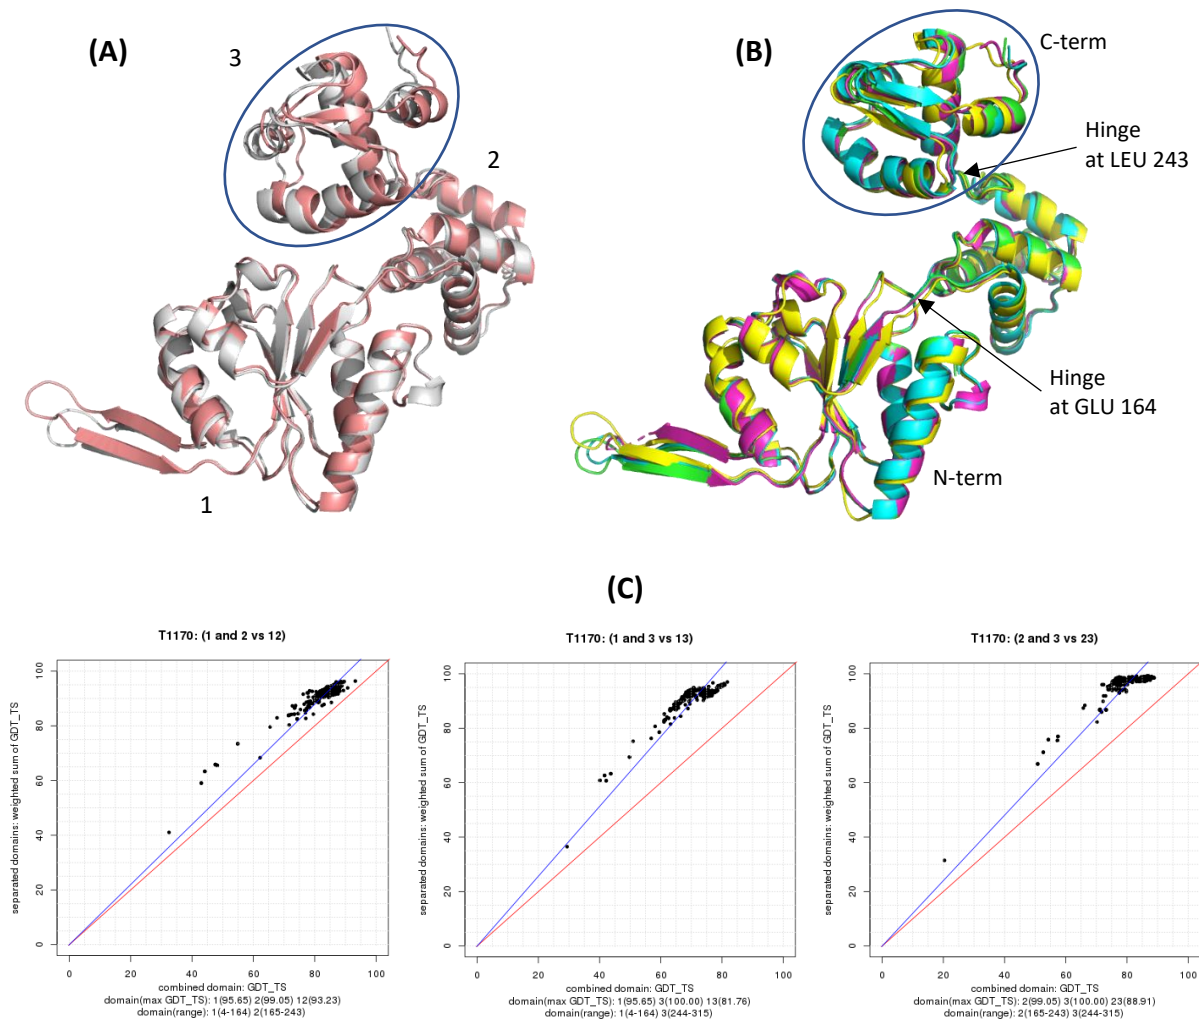 (A)
3
2
1
(B)
C-term
Hinge
at LEU 243
Hinge
at GLU 164
N-term
(C)
T1170: (1 and 2 vs 12)
separated domains: weighted sum of GDT_TS
0
20
40
60
80
100
0 20 40 60 80 100
combined domain: GDT_TS
domain(max GDT_TS): 1(95.65) 2(99.05) 12(93.23)
domain(range): 1(4-164) 2(165-243)
T1170: (1 and 3 vs 13)
separated domains: weighted sum of GDT_TS
0
20
40
60
80
100
0 20 40 60 80 100
combined domain: GDT_TS
domain(max GDT_TS): 1(95.65) 3(100.00) 13(81.76)
domain(range): 1(4-164) 3(244-315)
T1170: (2 and 3 vs 23)
separated domains: weighted sum of GDT_TS
0
20
40
60
80
100
0 20 40 60 80 100
combined domain: GDT_TS
domain(max GDT_TS): 2(99.05) 3(100.00) 23(88.91)
domain(range): 2(165-243) 3(244-315)